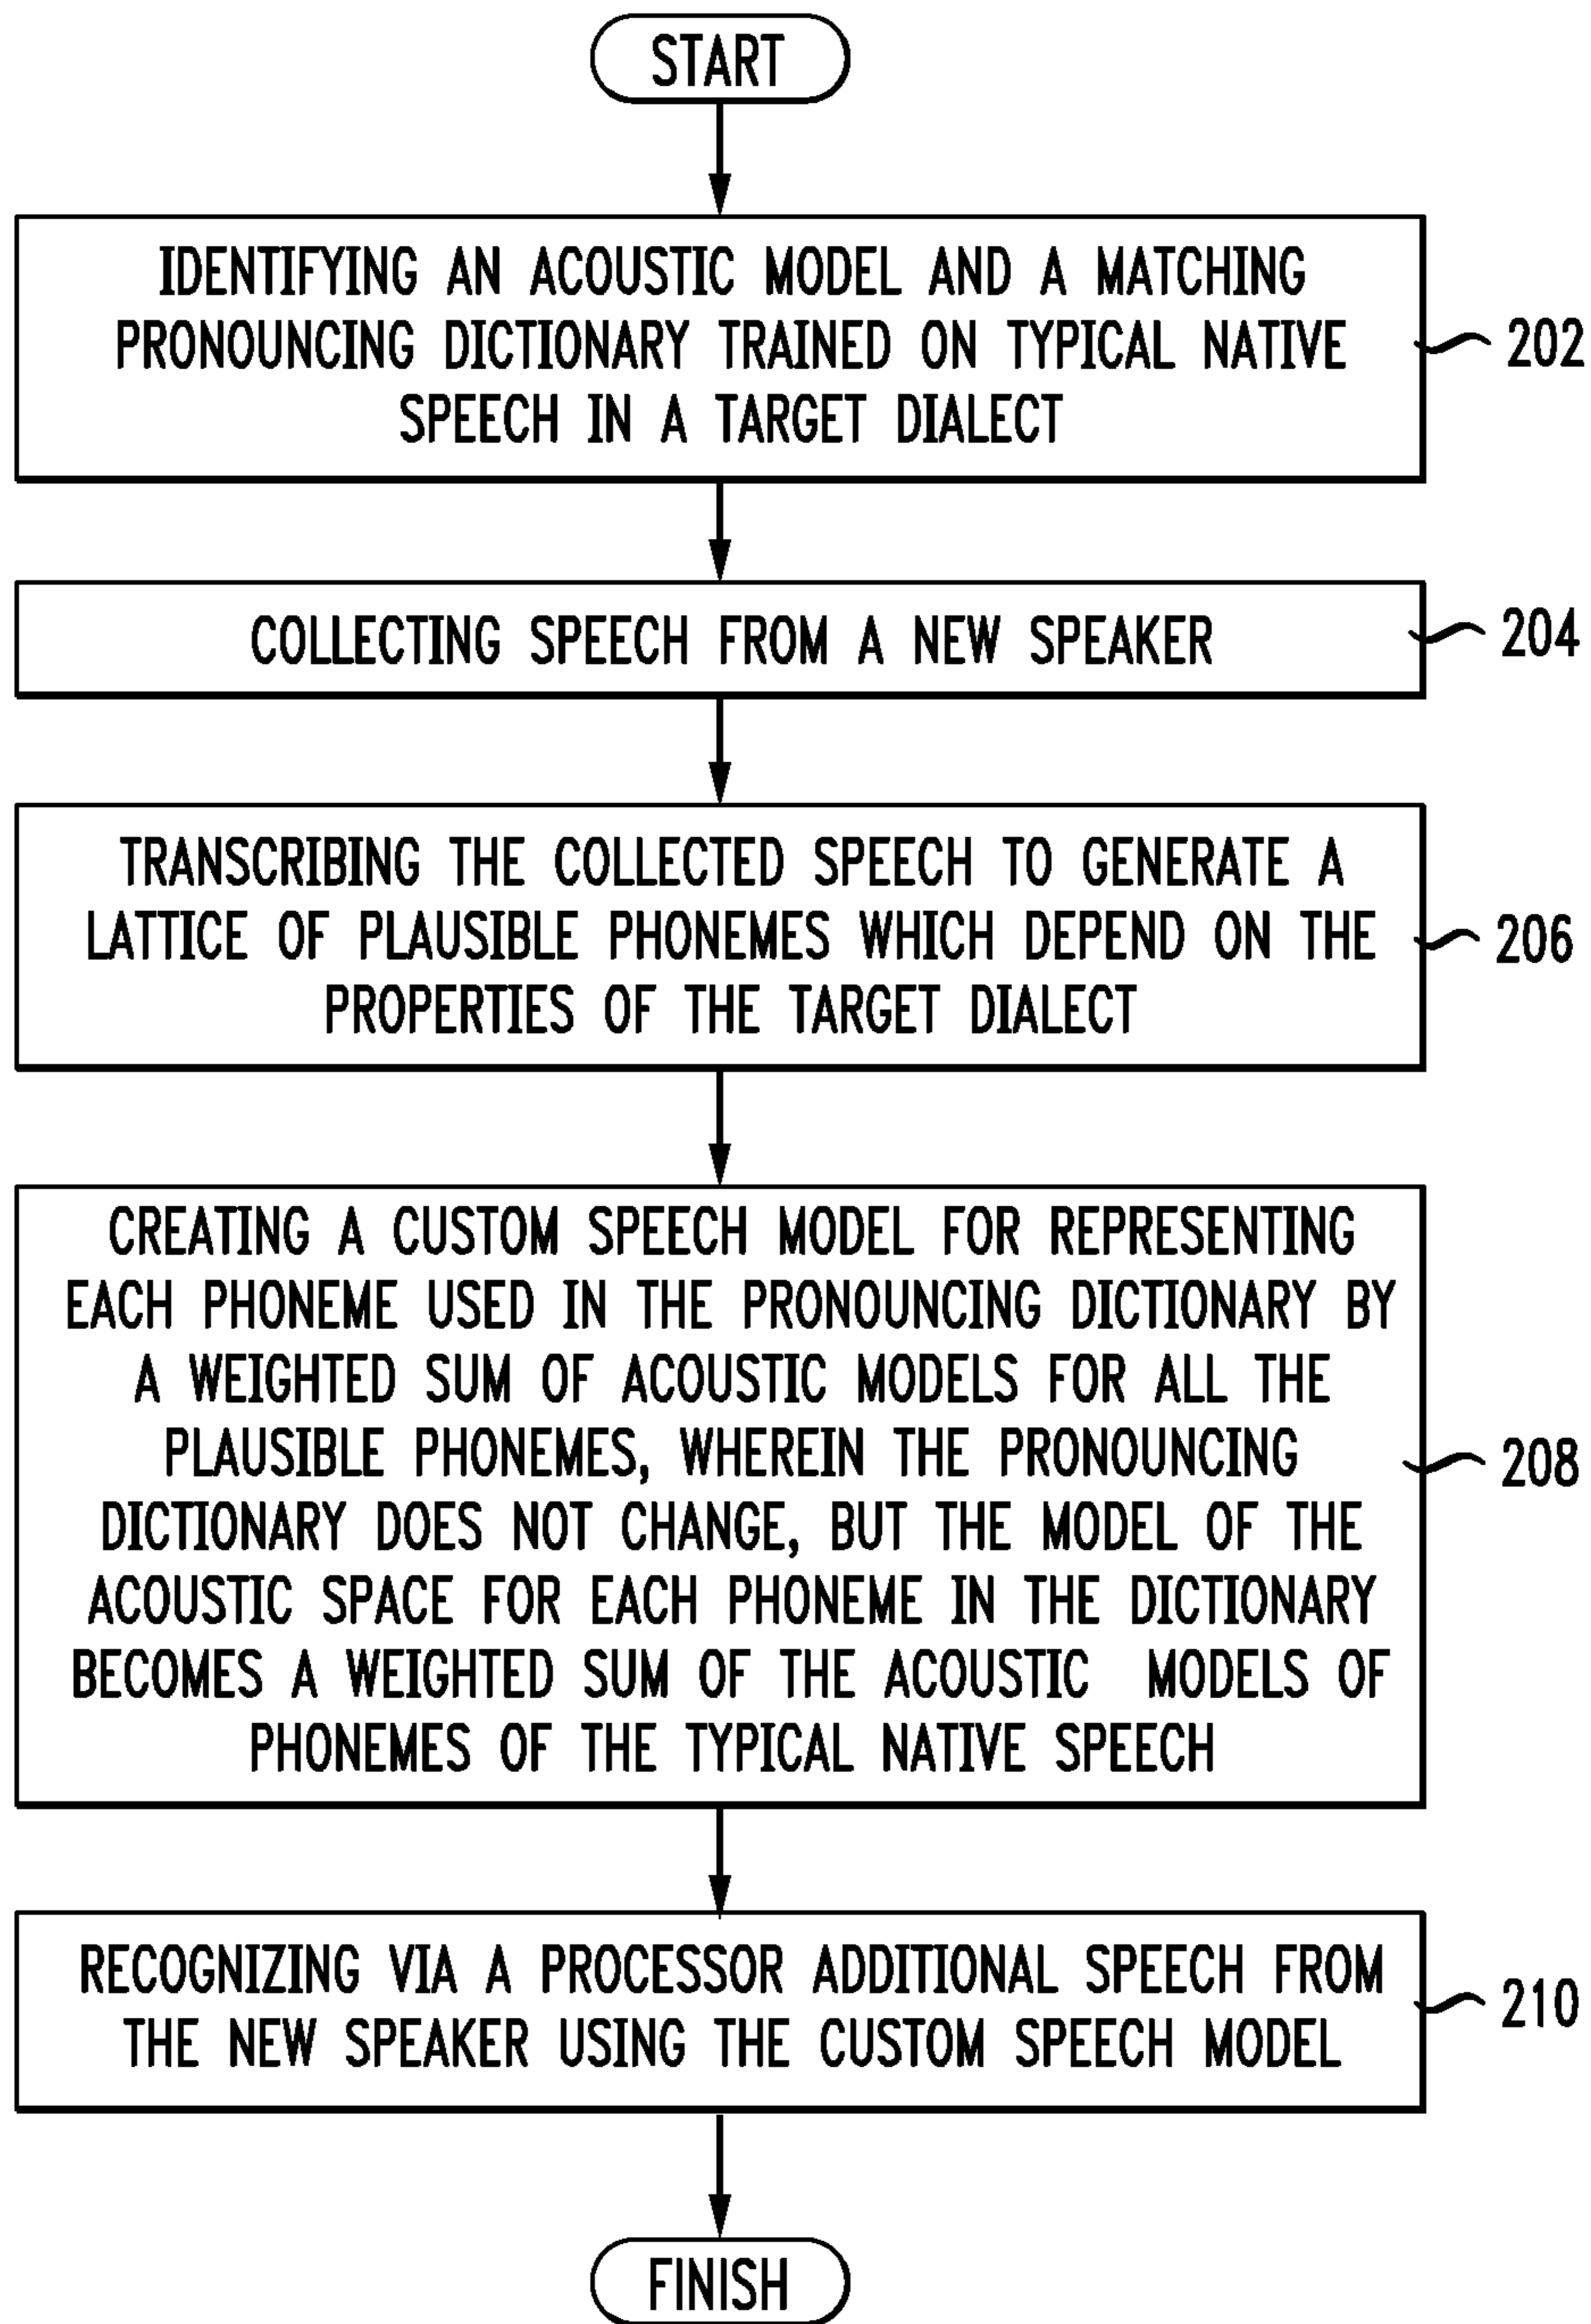 START
IDENTIFYING AN ACOUSTIC MODEL AND A MATCHING
PRONOUNCING DICTIONARY TRAINED ON TYPICAL NATIVE
SPEECH IN A TARGET DIALECT
202
COLLECTING SPEECH FROM A NEW SPEAKER
204
TRANSCRIBING THE COLLECTED SPEECH TO GENERATE A
LATTICE OF PLAUSIBLE PHONEMES WHICH DEPEND ON THE
PROPERTIES OF THE TARGET DIALECT
206
CREATING A CUSTOM SPEECH MODEL FOR REPRESENTING
EACH PHONEME USED IN THE PRONOUNCING DICTIONARY BY
A WEIGHTED SUM OF ACOUSTIC MODELS FOR ALL THE
PLAUSIBLE PHONEMES, WHEREIN THE PRONOUNCING
DICTIONARY DOES NOT CHANGE, BUT THE MODEL OF THE
ACOUSTIC SPACE FOR EACH PHONEME IN THE DICTIONARY
BECOMES A WEIGHTED SUM OF THE ACOUSTIC MODELS OF
PHONEMES OF THE TYPICAL NATIVE SPEECH
208
RECOGNIZING VIA A PROCESSOR ADDITIONAL SPEECH FROM
THE NEW SPEAKER USING THE CUSTOM SPEECH MODEL
210
FINISH